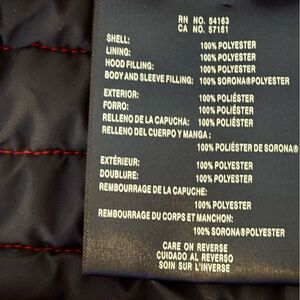 RN NO. 54163
CA NO. 57151
SHELL: 100% POLYESTER
LINING: 100% POLYESTER
HOOD FILLING: 100% POLYESTER
BODY AND SLEEVE FILLING: 100% SORONA®POLYESTER
EXTERIOR: 100% POLIÉSTER
FORRO: 100% POLIÉSTER
RELLENO DE LA CAPUCHA: 100% POLIÉSTER
RELLENO DEL CUERPO Y MANGA:
100% POLIÉSTER DE SORONA®
EXTÉRIEUR: 100% POLYESTER
DOUBLURE: 100% POLYESTER
REMBOURRAGE DE LA CAPUCHE:
100% POLYESTER
REMBOURRAGE DU CORPS ET MANCHON:
100% SORONA®POLYESTER
CARE ON REVERSE
CUIDADO AL REVERSO
SOIN SUR L'INVERSE